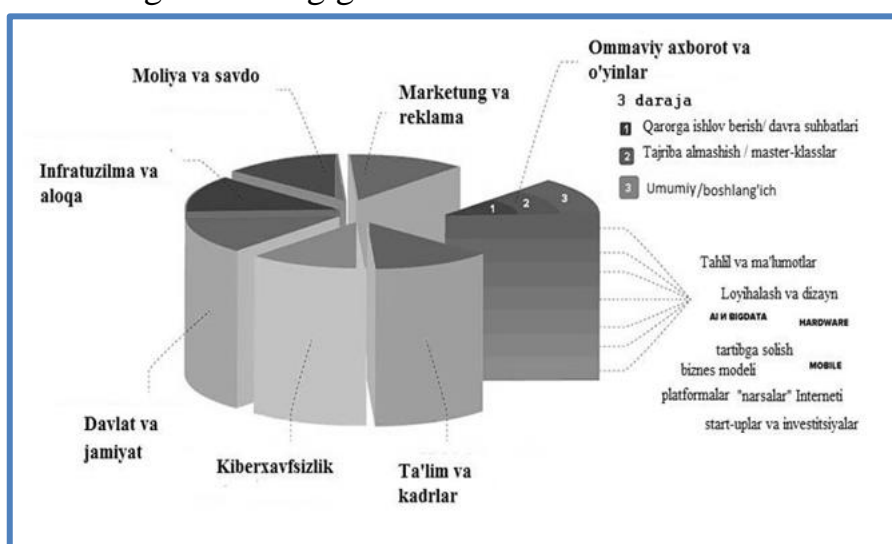 Ommaviy axborot va
o'yinlar
Moliya va savdo
Marketung va
reklama
3 daraja
1 Qarorga ishlov berish/ davra suhbatlari
2 Tajriba almashish / master-klasslar
3 Umumiy/boshlang'ich
Infratuzilma va
aloqa
1 2 3
Tahlil va ma'lumotlar
Loyihalash va dizayn
AI И BIGDATA
HARDWARE
tartibga solish
biznes modeli
MOBILE
platformalar "narsalar" Interneti
start-uplar va investitsiyalar
Davlat va
jamiyat
Kiberxavfsizlik
Ta'lim va
kadrlar